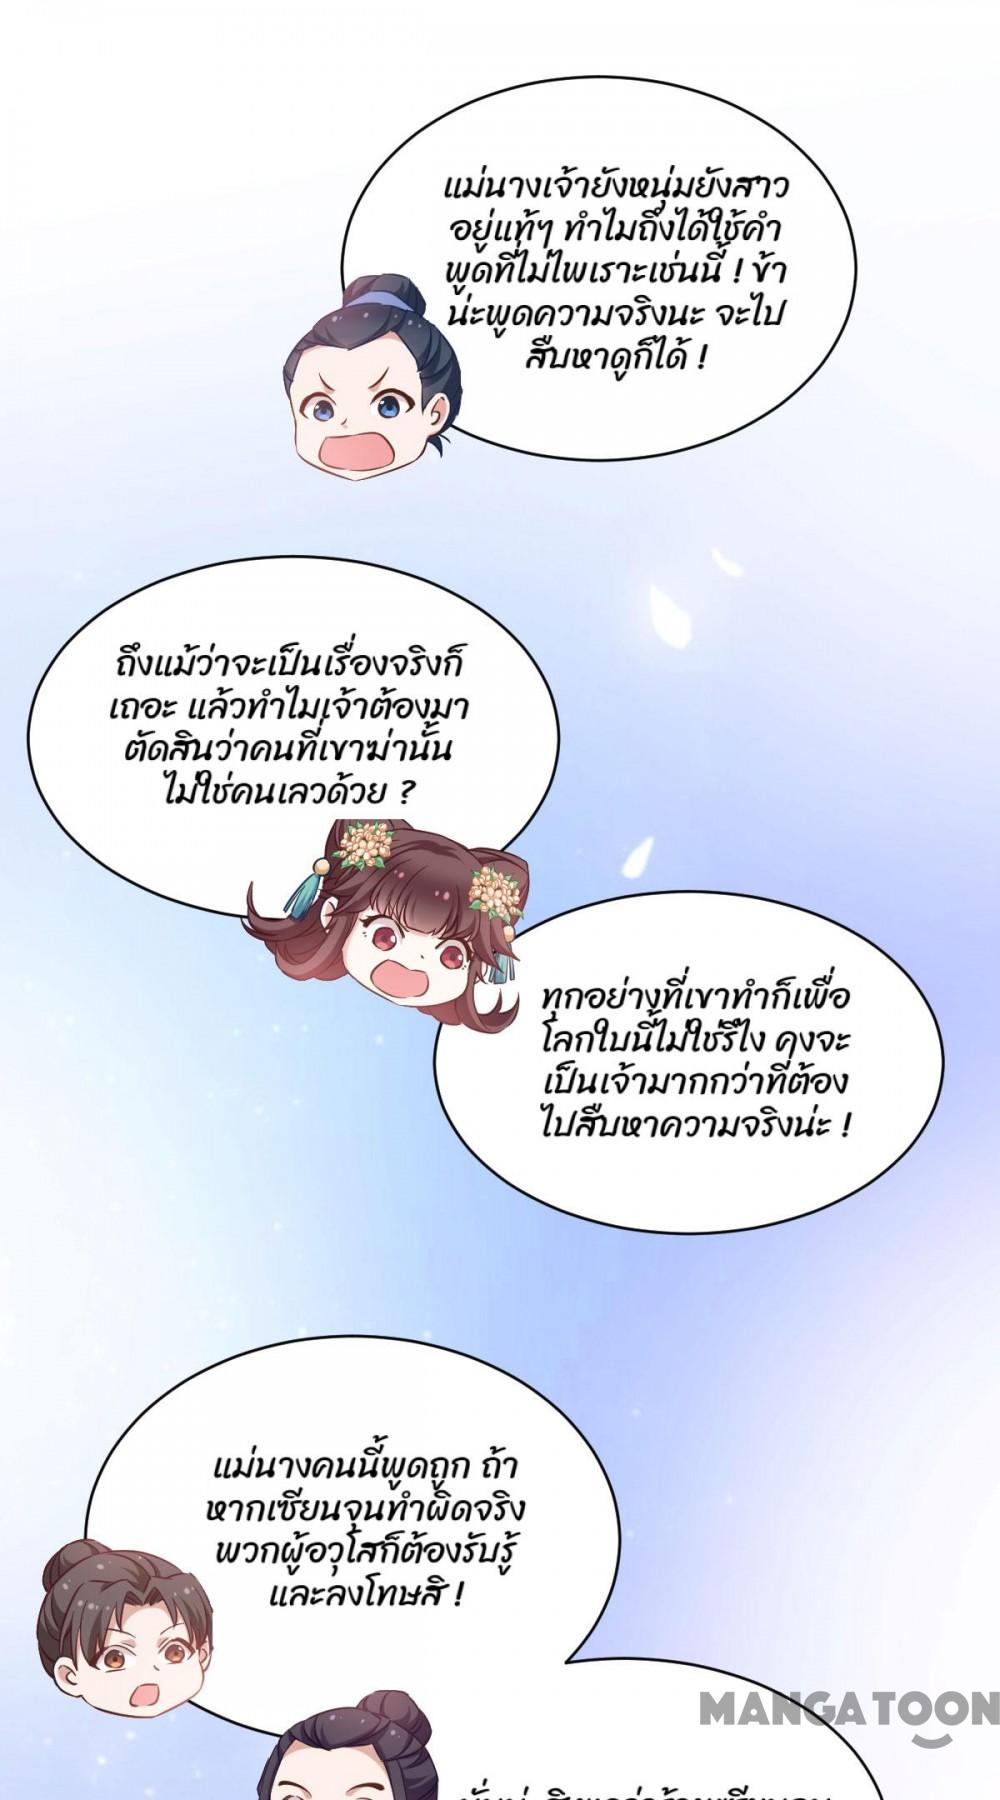 แม่นางเจ้ายังหนุ่มยังสาว
อยู่แท้ๆ ทำไมถึงได้ใช้คำ
พูดที่ไม่ไพเราะเช่นนี้ ! ข้า
น่ะพูดความจริงนะ จะไป
สืบหาดูก็ได้ !
ถึงแม้ว่าจะเป็นเรื่องจริงก็
เถอะ แล้วทำไมเจ้าต้องมา
ตัดสินว่าคนที่เขาฆ่านั้น
ไม่ใช่คนเลวด้วย ?
ทุกอย่างที่เขาทำก็เพื่อ
โลกใบนี้ไม่ใช่รึไง คงจะ
เป็นเจ้ามากกว่าที่ต้อง
ไปสืบหาความจริงน่ะ !
แม่นางคนนี้พูดถูก ถ้า
หากเซียนจุนทำผิดจริง
พวกผู้อวุโสก็ต้องรับรู้
และลงโทษสิ !
MANGATOON